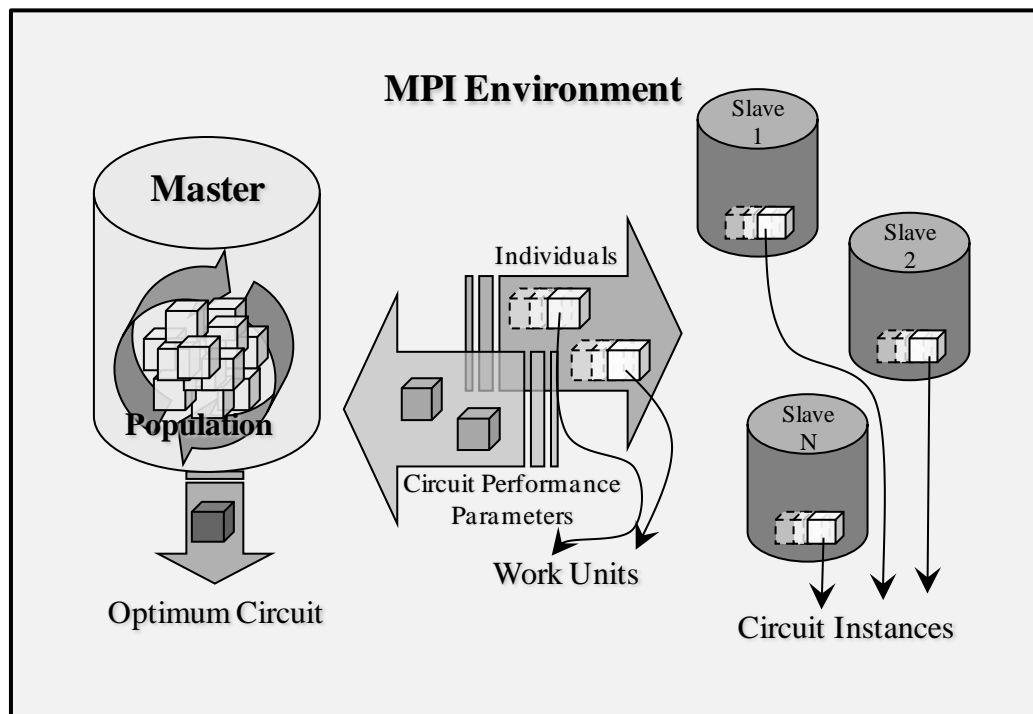 MPI Environment
Slave
1
Master
Slave
2
Individuals
Population
Slave
N
Circuit Performance
Parameters
Work Units
Optimum Circuit
Circuit Instances